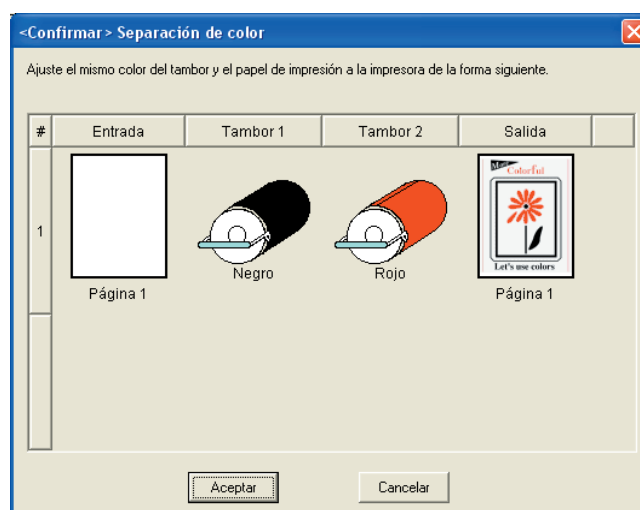 <Confirmar> Separación de color
Ajuste el mismo color del tambor y el papel de impresión a la impresora de la forma siguiente.
# Entrada Tambor 1 Tambor 2 Salida
Colorful
1
Negro Rojo
Let's use colors
Página 1 Página 1
Aceptar Cancelar